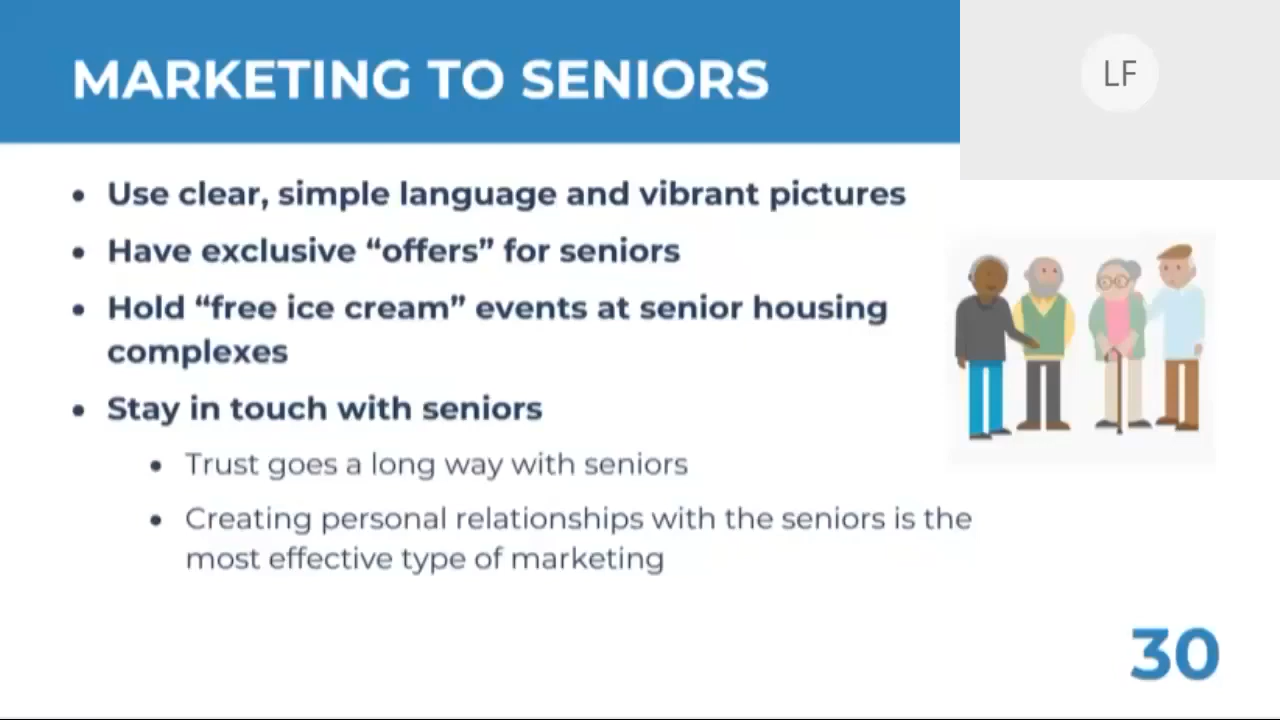 MARKETING TO SENIORS
LF
• Use clear, simple language and vibrant pictures
• Have exclusive “offers” for seniors
• Hold “free ice cream” events at senior housing
complexes
• Stay in touch with seniors
• Trust goes a long way with seniors
• Creating personal relationships with the seniors is the
most effective type of marketing
30